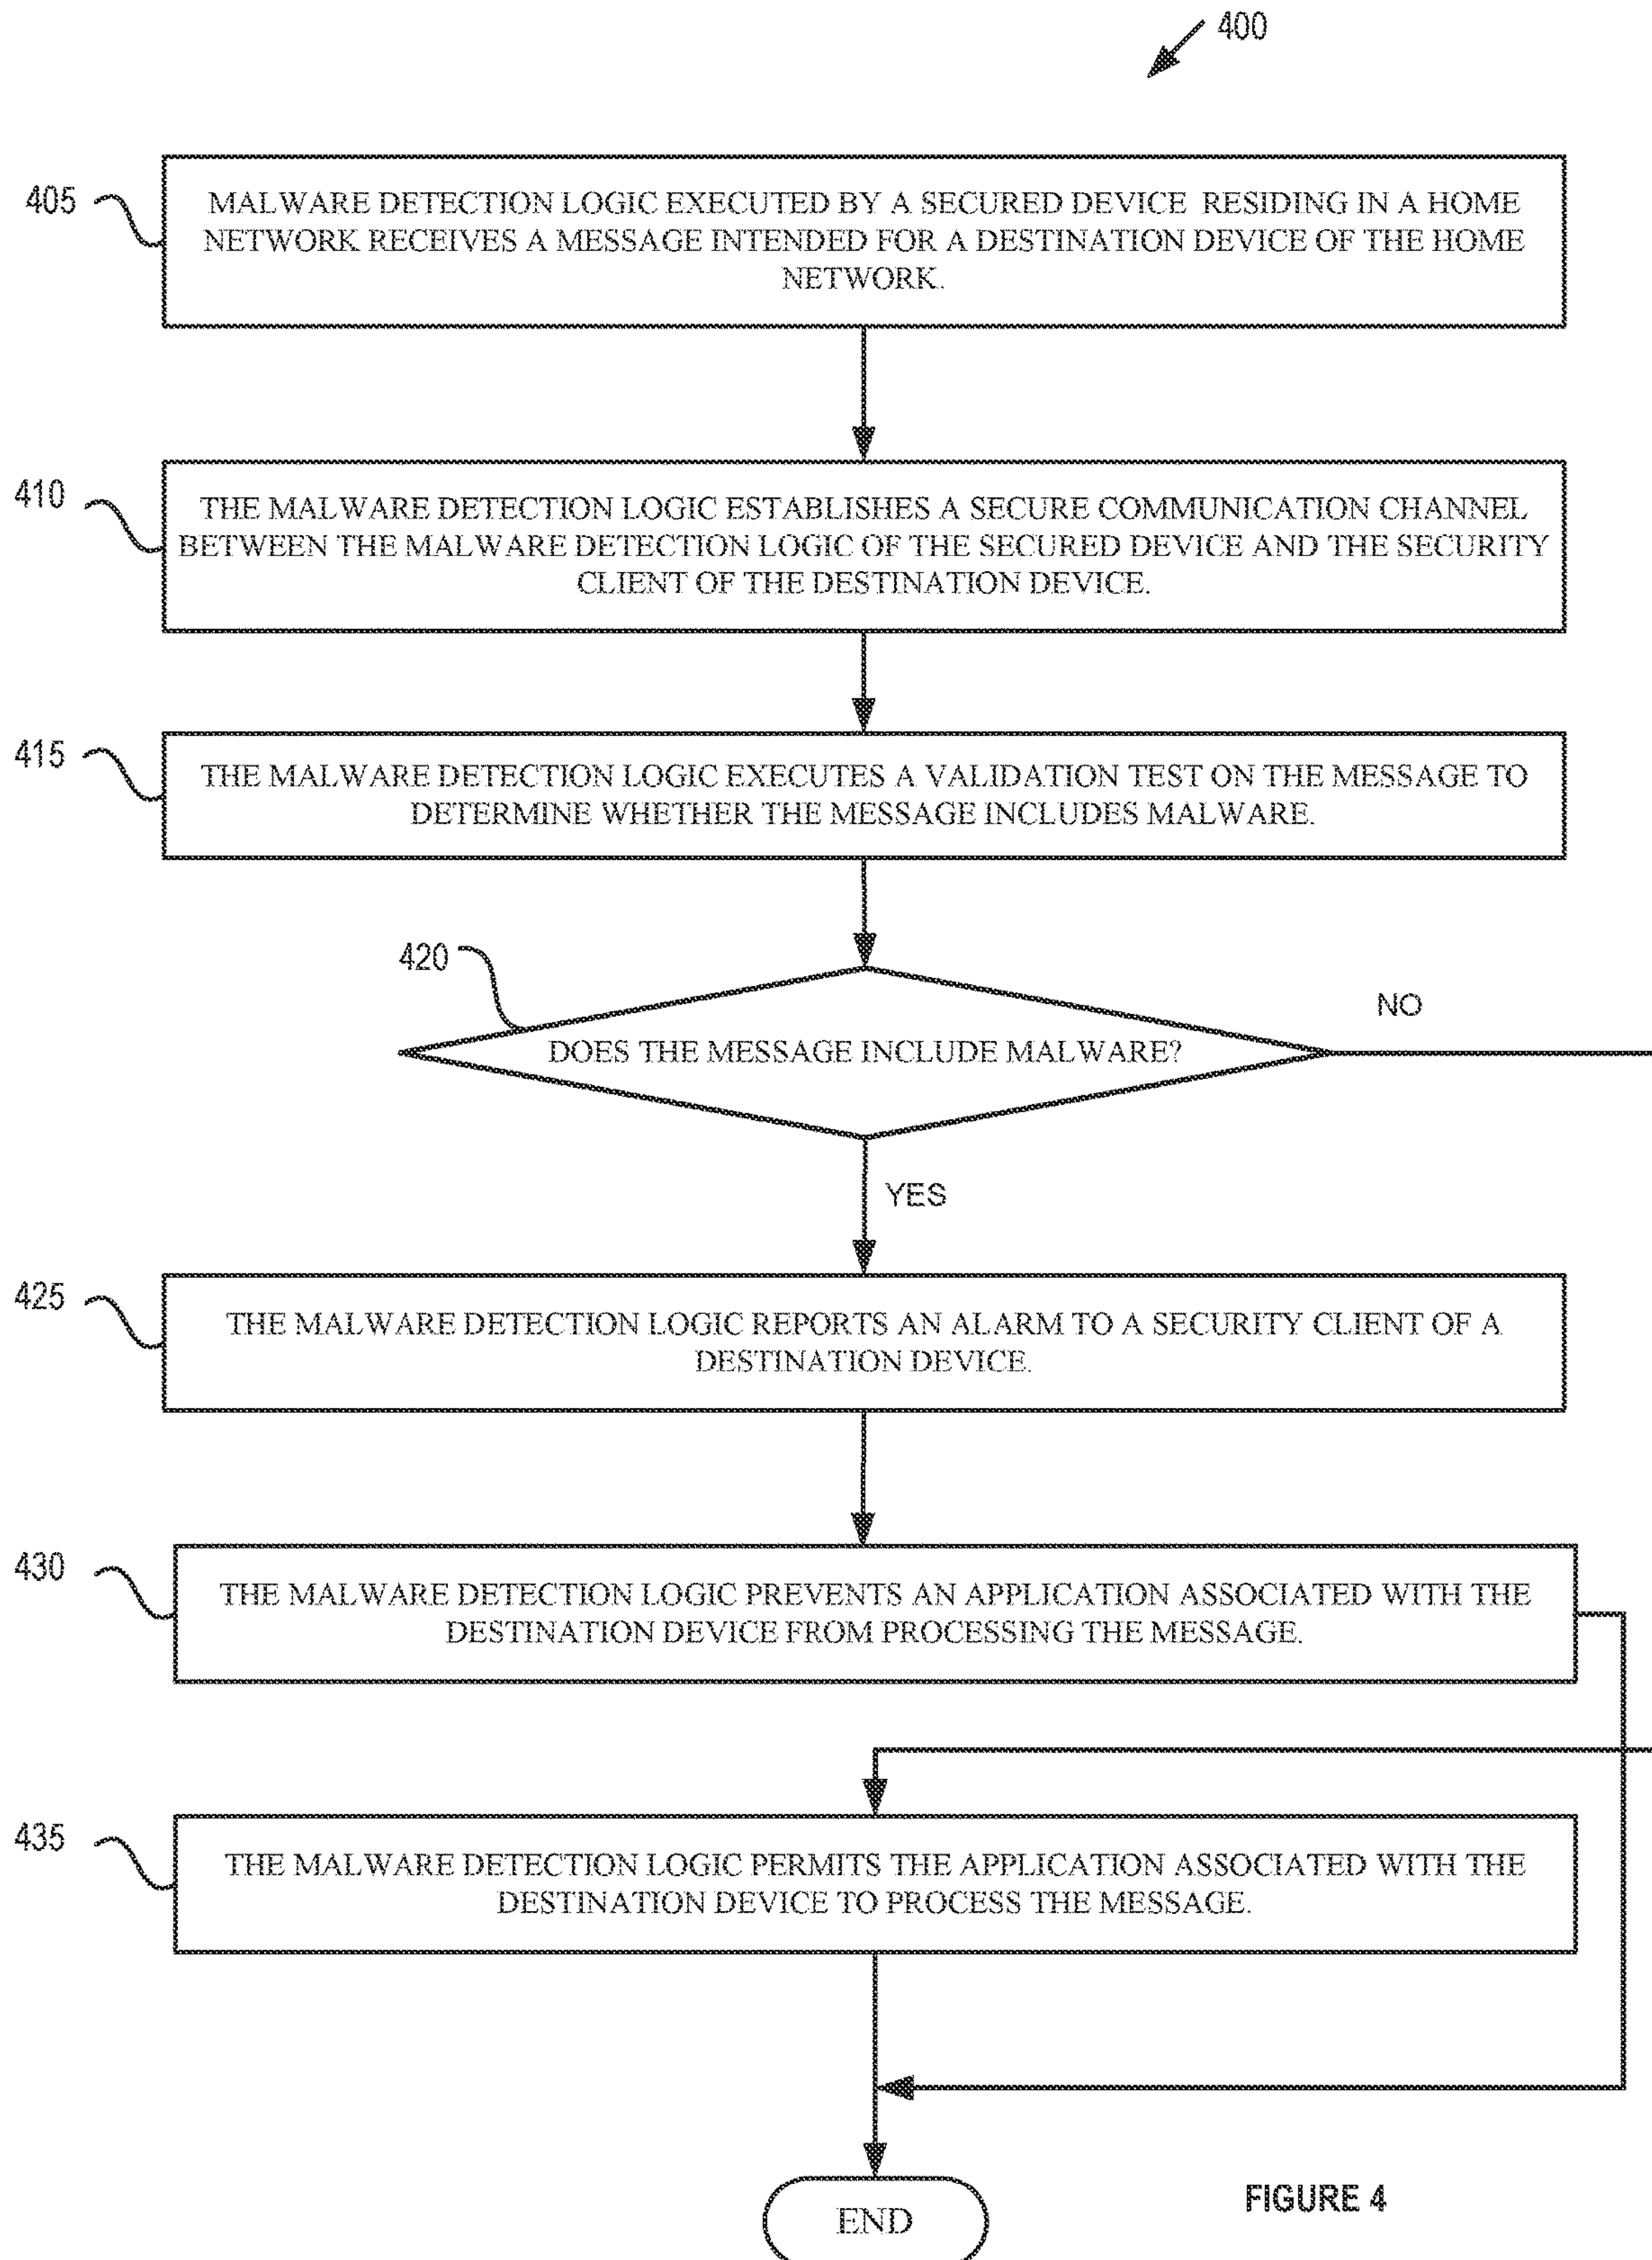 400
405
MALWARE DETECTION LOGIC EXECUTED BY A SECURED DEVICE RESIDING IN A HOME
NETWORK RECEIVES A MESSAGE INTENDED FOR A DESTINATION DEVICE OF THE HOME
NETWORK.
410
THE MALWARE DETECTION LOGIC ESTABLISHES A SECURE COMMUNICATION CHANNEL
BETWEEN THE MALWARE DETECTION LOGIC OF THE SECURED DEVICE AND THE SECURITY
CLIENT OF THE DESTINATION DEVICE.
415
THE MALWARE DETECTION LOGIC EXECUTES A VALIDATION TEST ON THE MESSAGE TO
DETERMINE WHETHER THE MESSAGE INCLUDES MALWARE.
420
DOES THE MESSAGE INCLUDE MALWARE?
NO
YES
425
THE MALWARE DETECTION LOGIC REPORTS AN ALARM TO A SECURITY CLIENT OF A
DESTINATION DEVICE.
430
THE MALWARE DETECTION LOGIC PREVENTS AN APPLICATION ASSOCIATED WITH THE
DESTINATION DEVICE FROM PROCESSING THE MESSAGE.
435
THE MALWARE DETECTION LOGIC PERMITS THE APPLICATION ASSOCIATED WITH THE
DESTINATION DEVICE TO PROCESS THE MESSAGE.
END
FIGURE 4